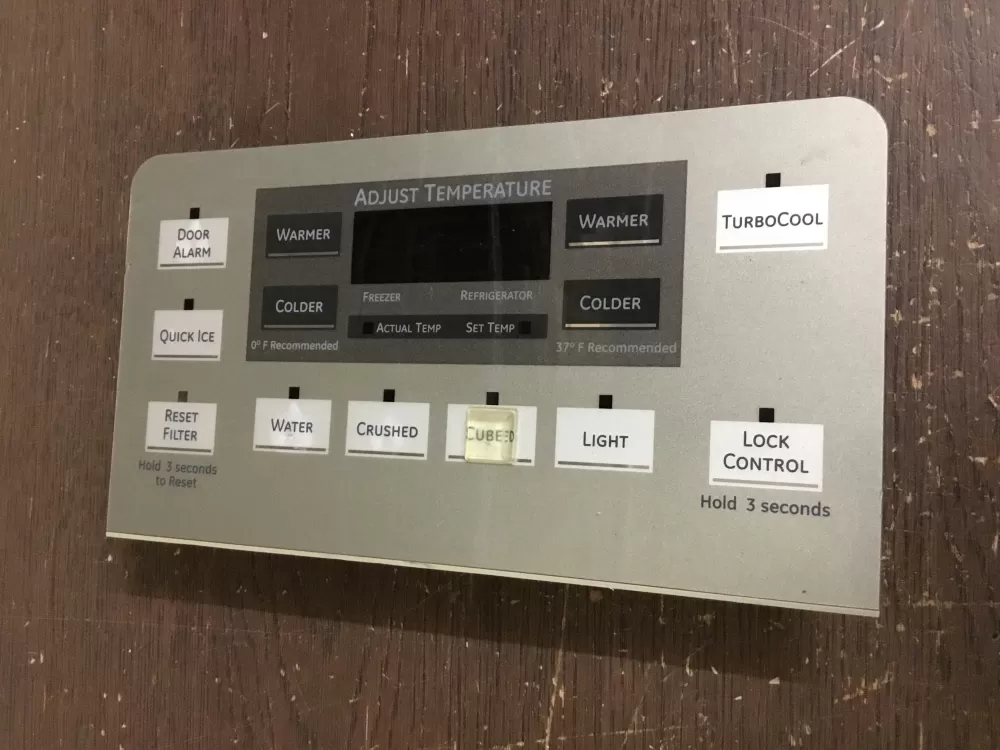 ADJUST TEMPERATURE
DOOR
ALARM
WARMER
WARMER
TURBOCOOL
QUICK ICE
COLDER
FREEZER
REFRIGERATOR
COLDER
ACTUAL TEMP
SET TEMP
0° F Recommended
37° F Recommended
RESET
FILTER
WATER
CRUSHED
CUBED
LIGHT
LOCK
CONTROL
Hold 3 seconds
to Reset
Hold 3 seconds